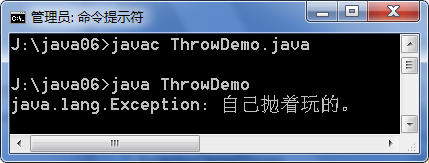 管理员: 命令提示符
J:\java06>javac ThrowDemo.java
J:\java06>java ThrowDemo
java.lang.Exception: 自己抛着玩的。